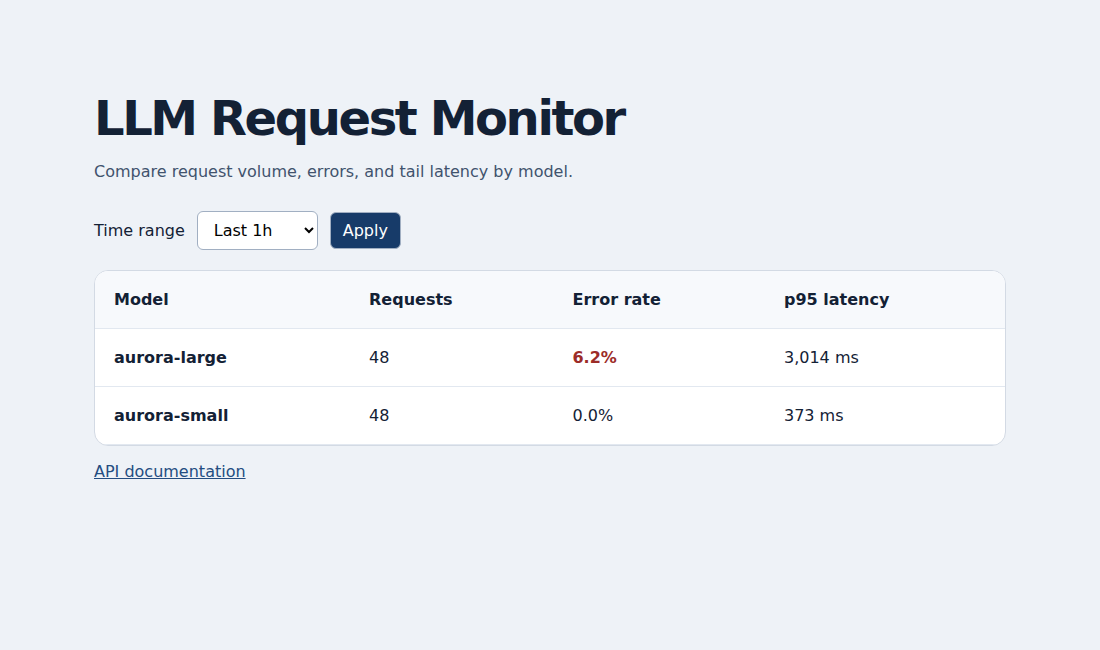 LLM Request Monitor
Compare request volume, errors, and tail latency by model.
Time range Last 1h Apply
Model Requests Error rate p95 latency
aurora-large 48 6.2% 3,014 ms
aurora-small 48 0.0% 373 ms
API documentation